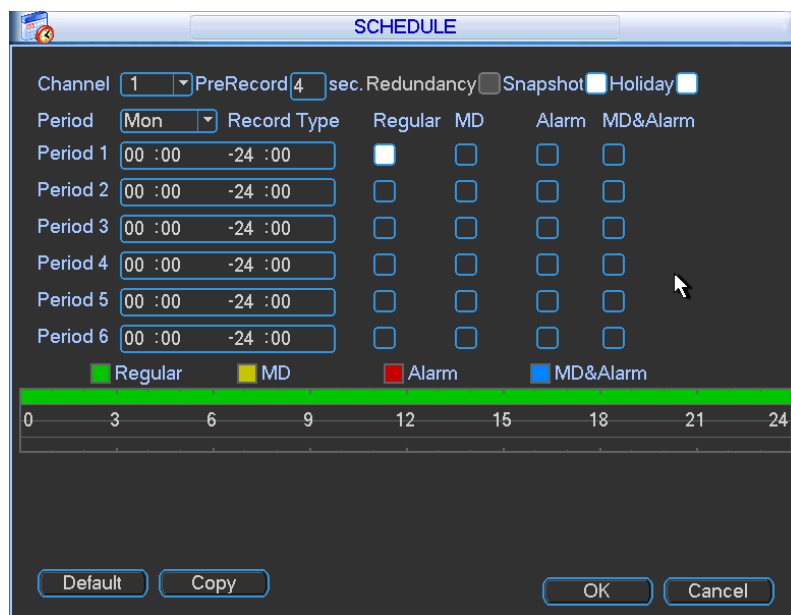 SCHEDULE
Channel 1 PreRecord 4 sec. Redundancy Snapshot Holiday
Period Mon Record Type Regular MD Alarm MD&Alarm
Period 1 00 :00 -24 :00
Period 2 00 :00 -24 :00
Period 3 00 :00 -24 :00
Period 4 00 :00 -24 :00
Period 5 00 :00 -24 :00
Period 6 00 :00 -24 :00
Regular MD Alarm MD&Alarm
0 3 6 9 12 15 18 21 24
Default Copy OK Cancel